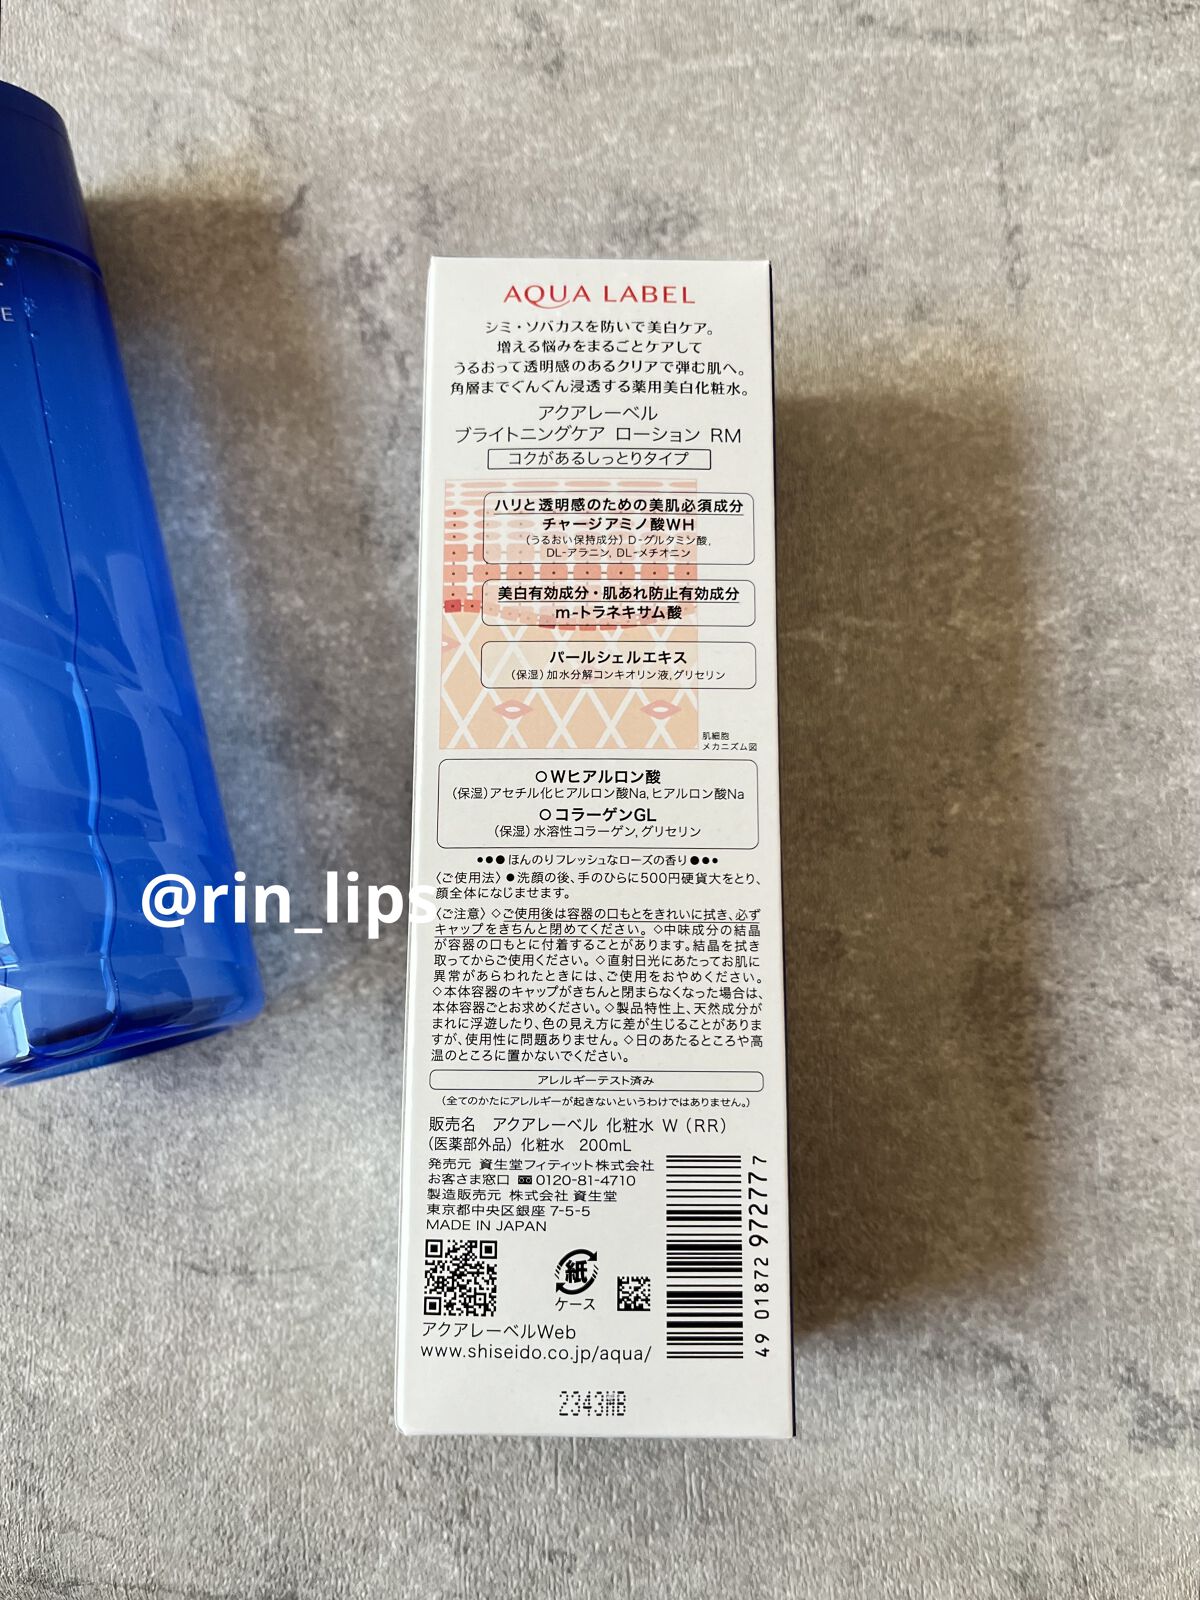 AQUA LABEL
シミ・ソバカスを防いで美白ケア。
増える悩みをまるごとケアして
うるおって透明感のあるクリアで弾む肌へ。
角層までぐんぐん浸透する薬用美白化粧水。
アクアレーベル
ブライトニングケア ローション RM
コクがあるしっとりタイプ
ハリと透明感のための美肌必須成分
チャージアミノ酸WH
(うるおい保持成分) D-グルタミン酸,
DL-アラニン, DL-メチオニン
美白有効成分・肌あれ防止有効成分
m-トラネキサム酸
パールシェルエキス
(保湿) 加水分解コンキオリン液, グリセリン
肌細胞
メカニズム図
○Wヒアルロン酸
(保湿) アセチル化ヒアルロン酸Na, ヒアルロン酸Na
○コラーゲンGL
(保湿) 水溶性コラーゲン, グリセリン
●●●ほんのりフレッシュなローズの香り●●●
〈ご使用法〉●洗顔の後、手のひらに500円硬貨大をとり、
顔全体になじませます。
〈ご注意〉◇ご使用後は容器の口もとをきれいに拭き、必ず
キャップをきちんと閉めてください。◇中味成分の結晶
が容器の口もとに付着することがあります。結晶を拭き
取ってからご使用ください。◇直射日光にあたってお肌に
異常があらわれたときには、ご使用をおやめください。
◇本体容器のキャップがきちんと閉まらなくなった場合は、
本体容器ごとお求めください。◇製品特性上、天然成分が
まれに浮遊したり、色の見え方に差が生じることがありま
すが、使用性に問題ありません。◇日のあたるところや高
温のところに置かないでください。
アレルギーテスト済み
(全てのかたにアレルギーが起きないというわけではありません。)
販売名 アクアレーベル 化粧水 W (RR)
(医薬部外品) 化粧水 200mL
発売元 資生堂フィティット株式会社
お客さま窓口 0120-81-4710
製造販売元 株式会社 資生堂
東京都中央区銀座 7-5-5
MADE IN JAPAN
紙
ケース
アクアレーベルWeb
www.shiseido.co.jp/aqua/
49 01872 972777
2343WB
E
@rin_lips